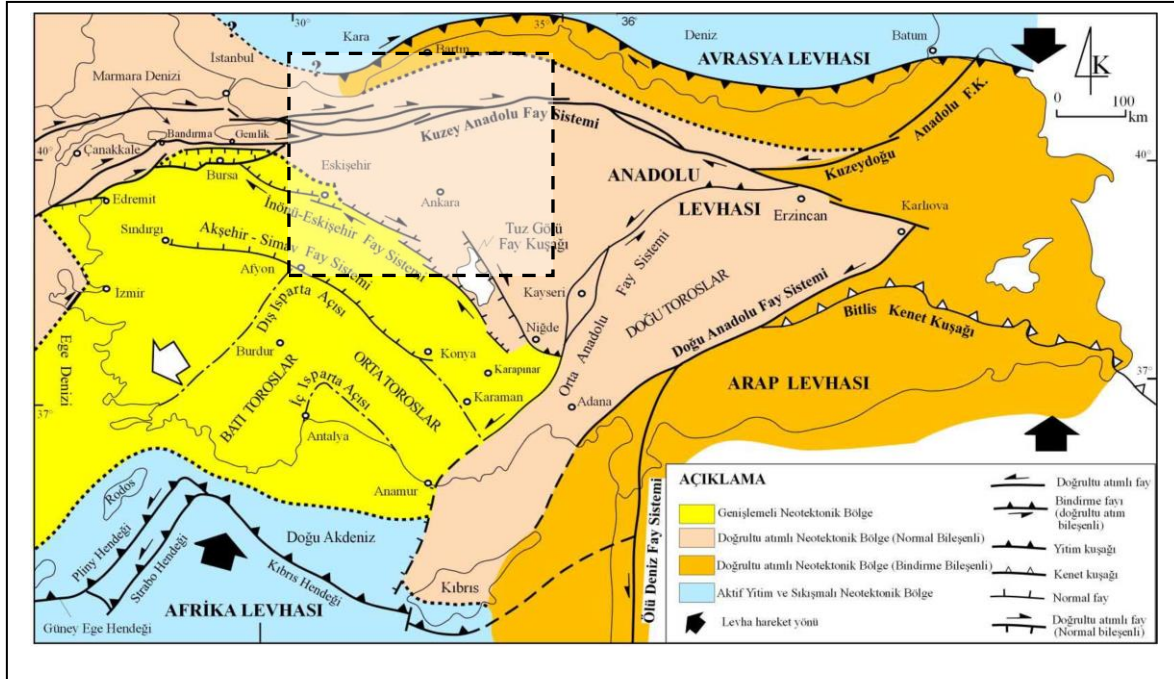 30°
35°
36°
?
?
Kara
Deniz
Batum
Bartın
İstanbul
AVRASYA LEVHASI
K
Marmara Denizi
0 100
km
Bandırma
Gemlik
Kuzey Anadolu Fay Sistemi
Kuzeydoğu Anadolu F.K.
40°
Çanakkale
40°
Bursa
Eskişehir
ANADOLU
LEVHASI
Ankara
Erzincan
Karlıova
Edremit
İnönü-Eskişehir Fay Sistemi
Sındırgı
Akşehir - Simav Fay Sistemi
Tuz Gölü
Fay Kuşağı
Afyon
İzmir
Kayseri
Orta Anadolu Fay Sistemi
DOĞU TOROSLAR
Doğu Anadolu Fay Sistemi
Bitlis Kenet Kuşağı
Dış Isparta Açısı
Niğde
Ege Denizi
Burdur
Konya
Karapınar
ORTA TOROSLAR
BATI TOROSLAR
İç Isparta Açısı
Karaman
Adana
ARAP LEVHASI
37°
37°
Antalya
Anamur
Rodos
Pliny Hendeği
Strabo Hendeği
Doğu Akdeniz
Kıbrıs Hendeği
Kıbrıs
AFRİKA LEVHASI
Güney Ege Hendeği
Ölü Deniz Fay Sistemi
AÇIKLAMA
Genişlemeli Neotektonik Bölge
Doğrultu atımlı Neotektonik Bölge (Normal Bileşenli)
Doğrultu atımlı Neotektonik Bölge (Bindirme Bileşenli)
Aktif Yitim ve Sıkışmalı Neotektonik Bölge
Levha hareket yönü
Doğrultu atımlı fay
Bindirme fayı
(doğrultu atım
bileşenli)
Yitim kuşağı
Kenet kuşağı
Normal fay
Doğrultu atımlı fay
(Normal bileşenli)